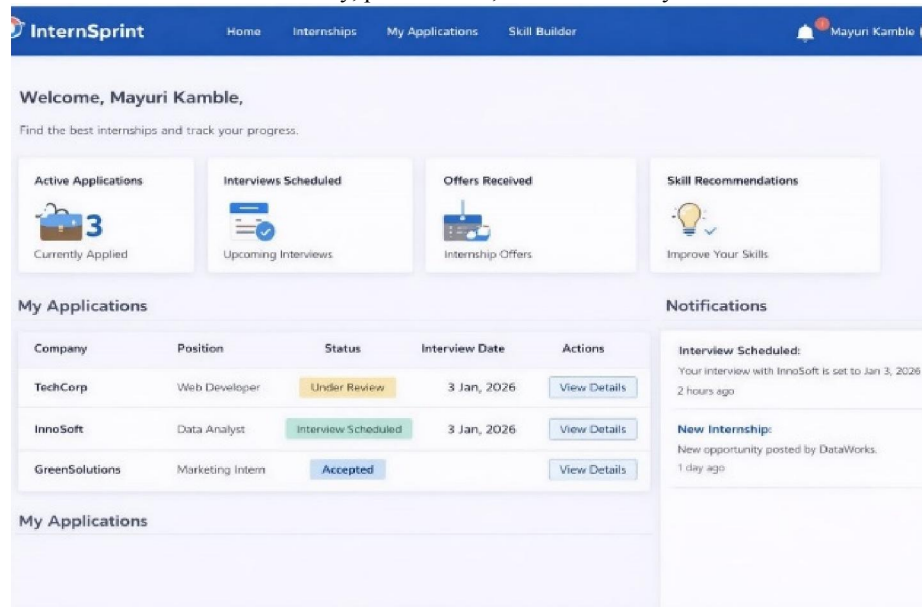 InternSprint Home Internships My Applications Skill Builder Mayuri Kamble
Welcome, Mayuri Kamble,
Find the best internships and track your progress.
Active Applications Interviews Scheduled Offers Received Skill Recommendations
3
Currently Applied Upcoming Interviews Internship Offers Improve Your Skills
My Applications
Company Position Status Interview Date Actions
TechCorp Web Developer Under Review 3 Jan, 2026 View Details
InnoSoft Data Analyst Interview Scheduled 3 Jan, 2026 View Details
GreenSolutions Marketing Intern Accepted View Details
My Applications
Notifications
Interview Scheduled:
Your interview with InnoSoft is set to Jan 3, 2026
2 hours ago
New Internship:
New opportunity posted by DataWorks.
1 day ago